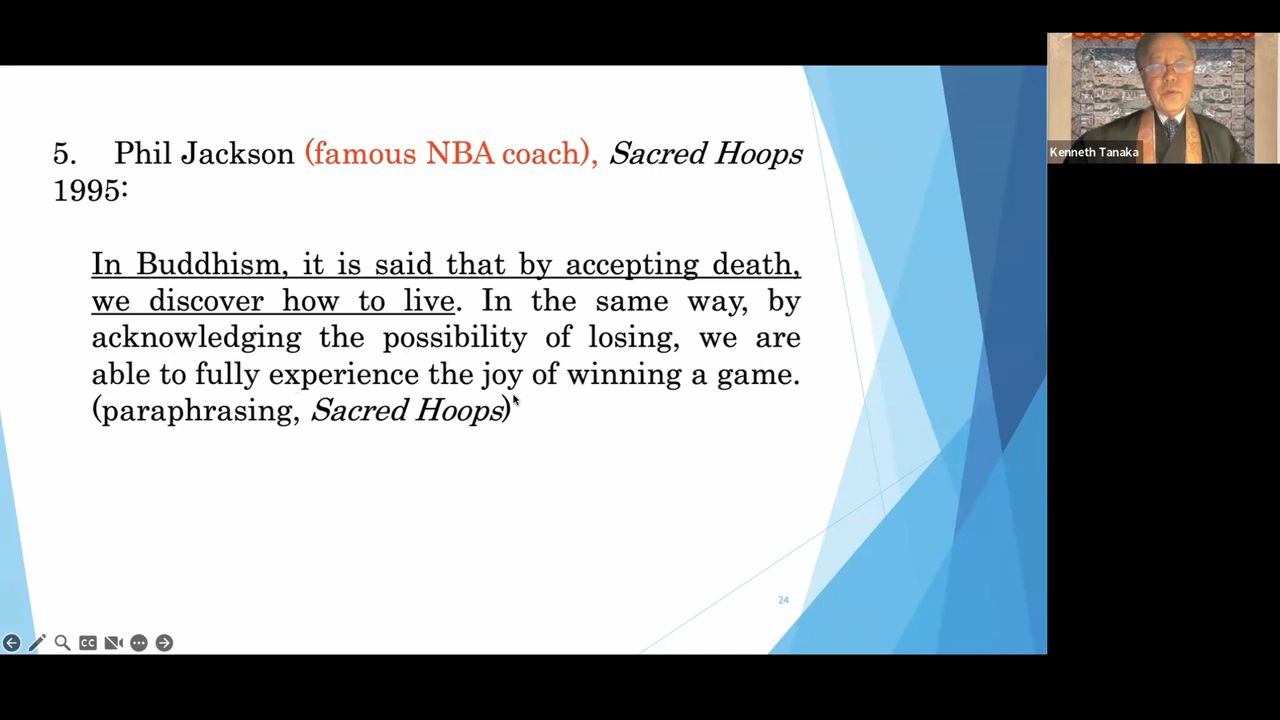 5. Phil Jackson (famous NBA coach), Sacred Hoops
1995:
In Buddhism, it is said that by accepting death,
we discover how to live. In the same way, by
acknowledging the possibility of losing, we are
able to fully experience the joy of winning a game.
(paraphrasing, Sacred Hoops)
24
CC
Kenneth Tanaka